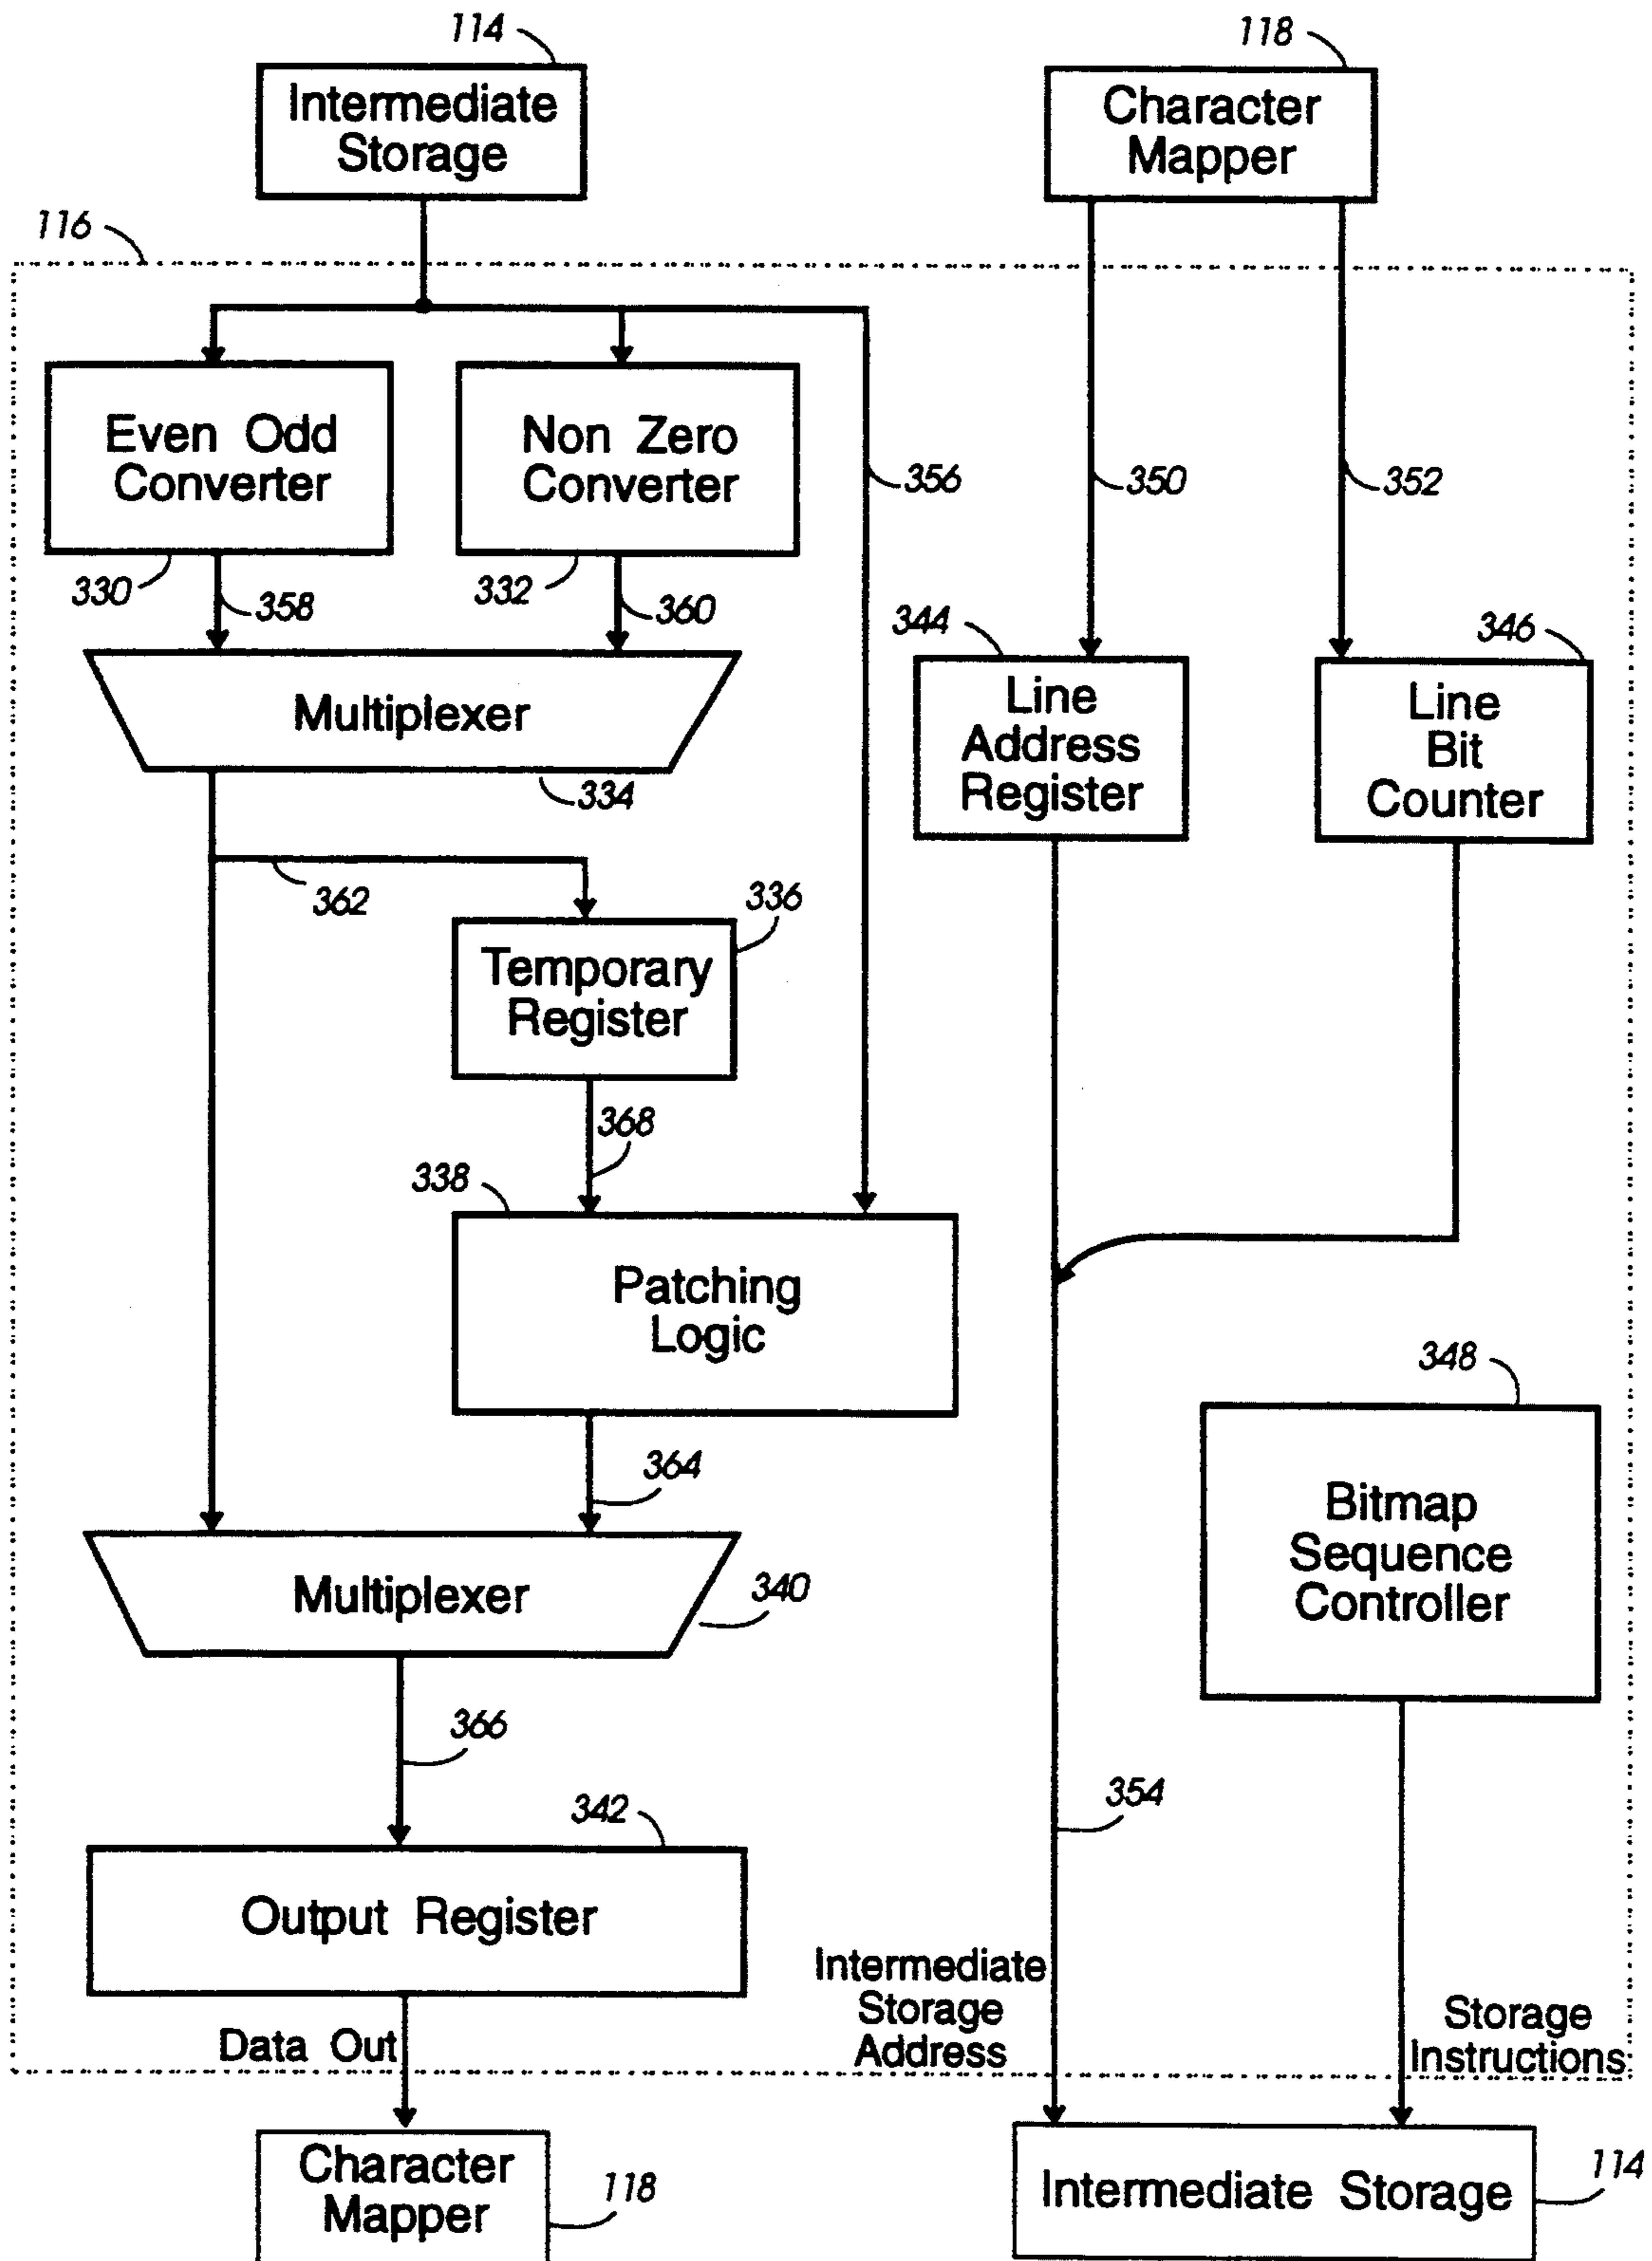 114
Intermediate
Storage
118
Character
Mapper
116
Even Odd
Converter
330
358
Non Zero
Converter
332
360
356
350
352
Multiplexer
334
344
Line
Address
Register
346
Line
Bit
Counter
362
336
Temporary
Register
368
338
Patching
Logic
364
348
Bitmap
Sequence
Controller
Multiplexer
340
366
342
Output Register
354
Data Out
Intermediate
Storage
Address
Storage
Instructions
Character
Mapper
118
Intermediate Storage
114